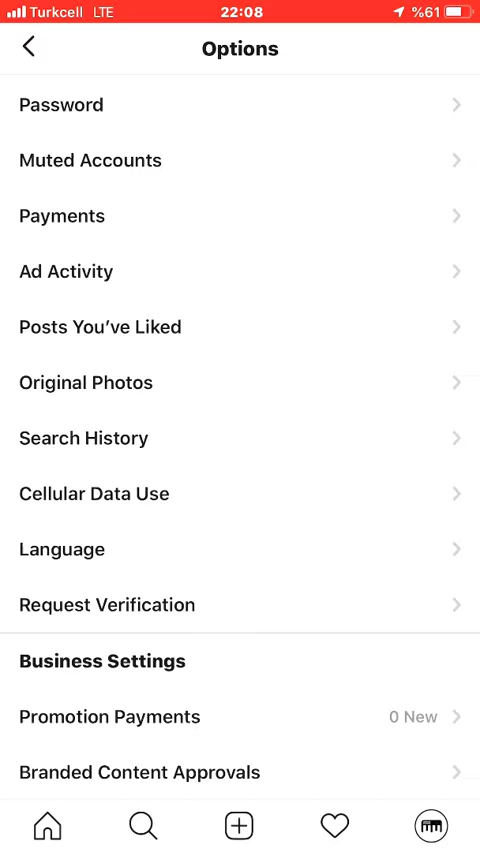 Turkcell LTE 22:08 %61
Options
Password
Muted Accounts
Payments
Ad Activity
Posts You’ve Liked
Original Photos
Search History
Cellular Data Use
Language
Request Verification
Business Settings
Promotion Payments 0 New
Branded Content Approvals